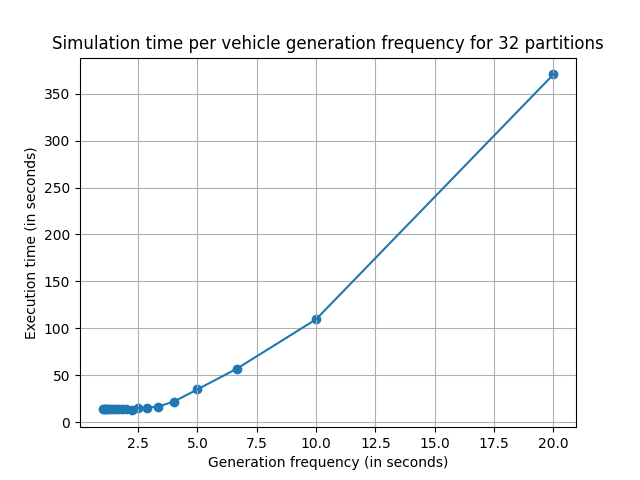 Simulation time per vehicle generation frequency for 32 partitions
Execution time (in seconds)
350
300
250
200
150
100
50
0
2.5 5.0 7.5 10.0 12.5 15.0 17.5 20.0
Generation frequency (in seconds)